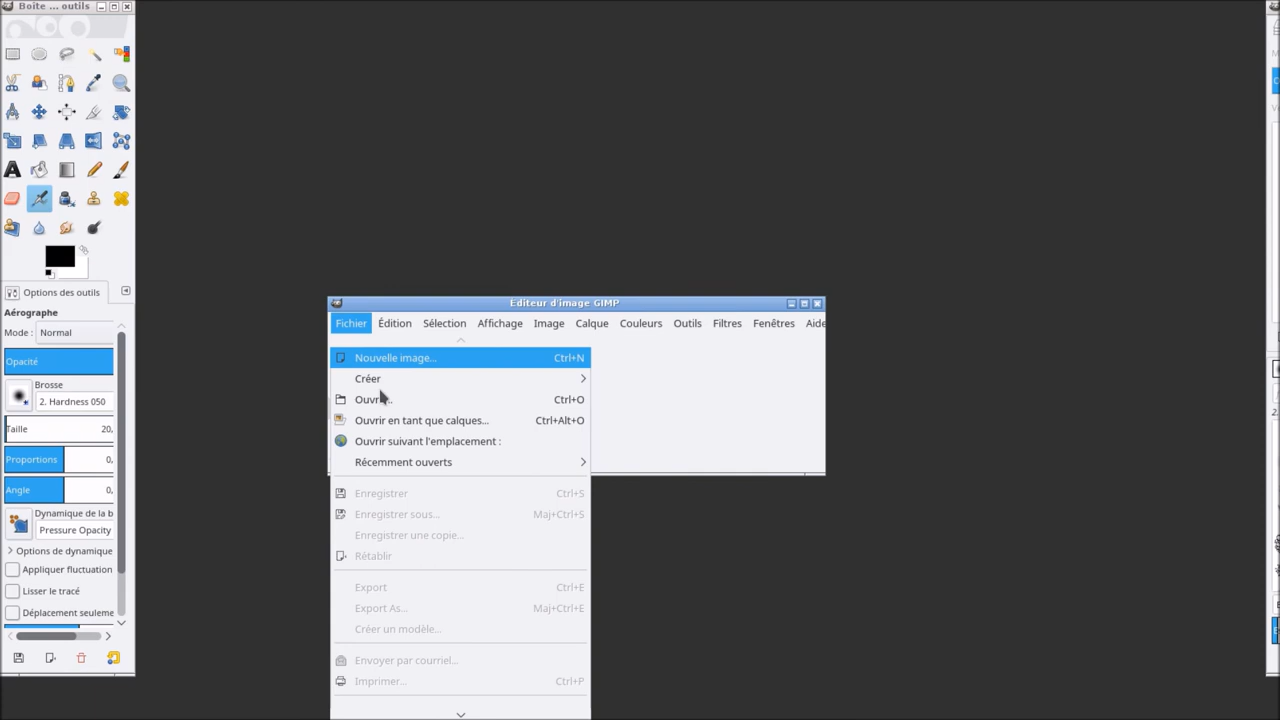 Boîte ... outils
Options des outils
Aérographe
Mode : Normal
Opacité
Brosse
2. Hardness 050
Taille 20,
Proportions 0,
Angle 0,
Dynamique de la b
Pressure Opacity
Options de dynamique
Appliquer fluctuation
Lisser le tracé
Déplacement seuleme
Éditeur d'image GIMP
Fichier Édition Sélection Affichage Image Calque Couleurs Outils Filtres Fenêtres Aide
Nouvelle image... Ctrl+N
Créer
Ouvrir... Ctrl+O
Ouvrir en tant que calques... Ctrl+Alt+O
Ouvrir suivant l'emplacement :
Récemment ouverts
Enregistrer Ctrl+S
Enregistrer sous... Maj+Ctrl+S
Enregistrer une copie...
Rétablir
Export Ctrl+E
Export As... Maj+Ctrl+E
Créer un modèle...
Envoyer par courriel...
Imprimer... Ctrl+P